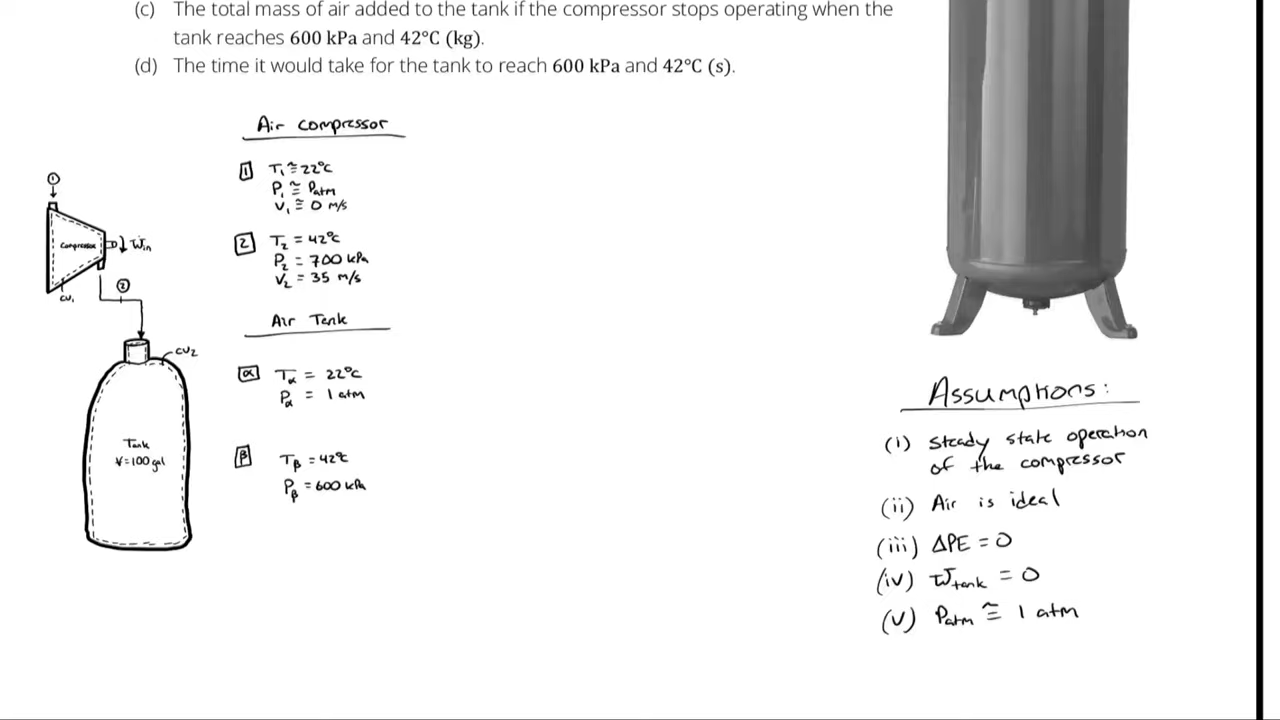 (c) The total mass of air added to the tank if the compressor stops operating when the
tank reaches 600 kPa and 42°C (kg).
(d) The time it would take for the tank to reach 600 kPa and 42°C (s).
Air compressor
1 T₁ ≅ 22°C
P₁ ≅ Patm
V₁ ≅ 0 m/s
2 T₂ = 42°C
P₂ = 700 kPa
V₂ = 35 m/s
1
Compressor
Ẇin
CV₁
2
CV₂
Tank
V=100 gal
Air Tank
α Tα = 22°C
Pα = 1 atm
β Tβ = 42°C
Pβ = 600 kPa
Assumptions:
(i) steady state operation
of the compressor
(ii) Air is ideal
(iii) ΔPE = 0
(iv) Ẇtank = 0
(v) Patm ≅ 1 atm